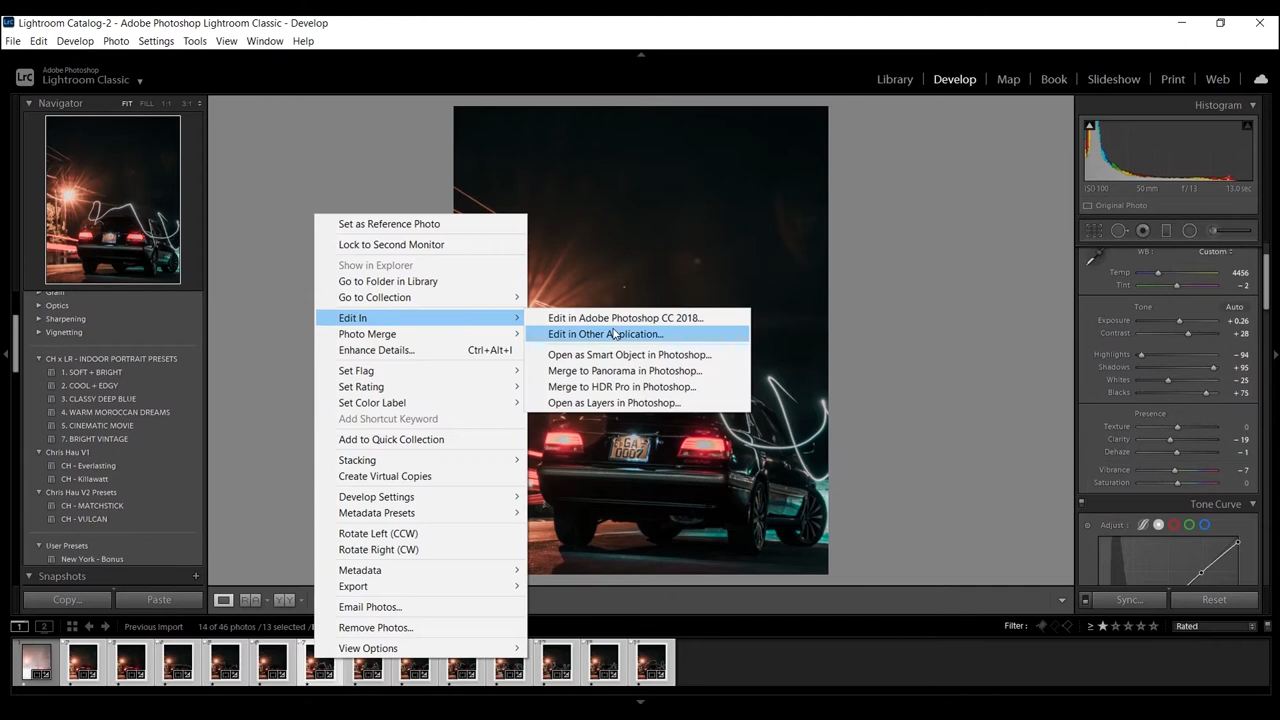 LrC Lightroom Catalog-2 - Adobe Photoshop Lightroom Classic - Develop
File Edit Develop Photo Settings Tools View Window Help
LrC Adobe Photoshop
Lightroom Classic
Library Develop Map Book Slideshow Print Web
Navigator FIT FILL 1:1 3:1
Grain
Optics
Sharpening
Vignetting
CH x LR - INDOOR PORTRAIT PRESETS
1. SOFT + BRIGHT
2. COOL + EDGY
3. CLASSY DEEP BLUE
4. WARM MOROCCAN DREAMS
5. CINEMATIC MOVIE
7. BRIGHT VINTAGE
Chris Hau V1
CH - Everlasting
CH - Killawatt
Chris Hau V2 Presets
CH - MATCHSTICK
CH - VULCAN
User Presets
New York - Bonus
Snapshots +
Copy... Paste
Set as Reference Photo
Lock to Second Monitor
Show in Explorer
Go to Folder in Library
Go to Collection
Edit In
Photo Merge
Enhance Details... Ctrl+Alt+I
Set Flag
Set Rating
Set Color Label
Add Shortcut Keyword
Add to Quick Collection
Stacking
Create Virtual Copies
Develop Settings
Metadata Presets
Rotate Left (CCW)
Rotate Right (CW)
Metadata
Export
Email Photos...
Remove Photos...
View Options
Edit in Adobe Photoshop CC 2018...
Edit in Other Application...
Open as Smart Object in Photoshop...
Merge to Panorama in Photoshop...
Merge to HDR Pro in Photoshop...
Open as Layers in Photoshop...
GA
0007
Histogram
ISO 100 50 mm f / 13 13.0 sec
Original Photo
WB : Custom
Temp 4456
Tint - 2
Tone Auto
Exposure + 0.26
Contrast + 28
Highlights - 94
Shadows + 95
Whites - 25
Blacks + 75
Presence
Texture 0
Clarity - 19
Dehaze - 1
Vibrance - 7
Saturation 0
Tone Curve
Adjust :
Sync... Reset
R A Y Y
1 2 Previous Import 14 of 46 photos / 13 selected /
Filter : ≥ Rated